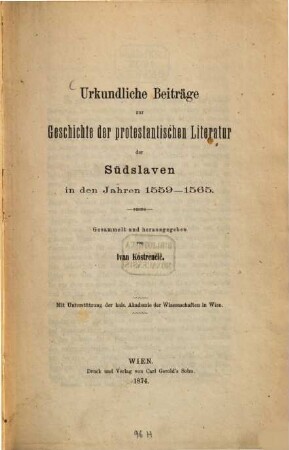 Urkundliche Beiträge
zur
Geschichte der protestantischen Literatur
der
Südslaven
in den Jahren 1559—1565.
Gesammelt und herausgegeben
von
Ivan Kostrenčić.
Mit Unterstützung der kais. Akademie der Wissenschaften in Wien.
WIEN.
Druck und Verlag von Carl Gerold's Sohn.
1874.
96 H